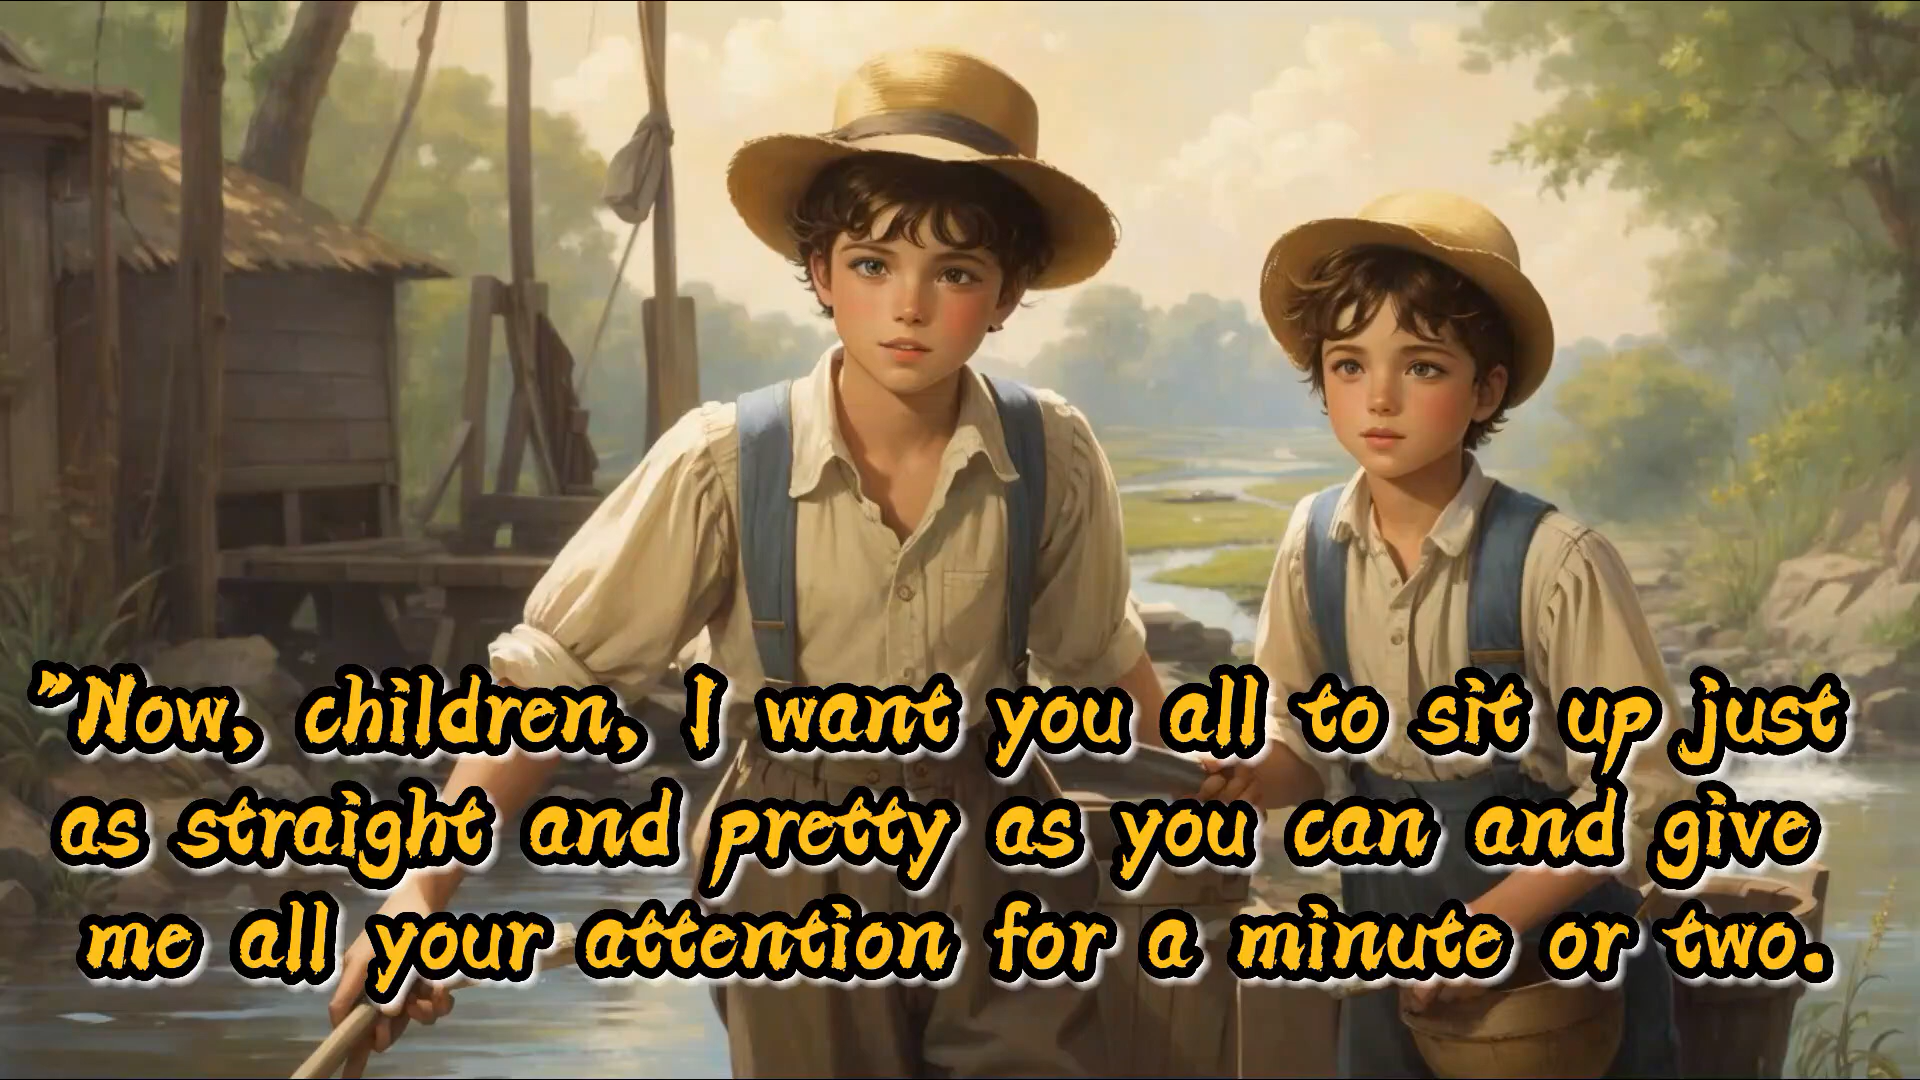 "Now, children, I want you all to sit up just
as straight and pretty as you can and give
me all your attention for a minute or two.